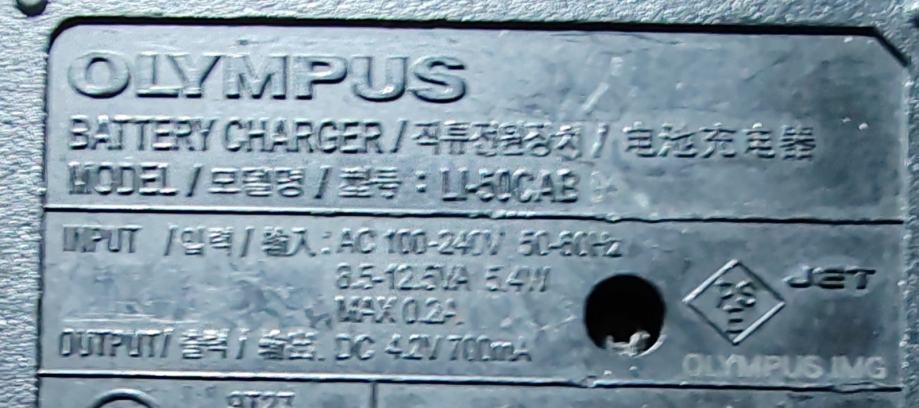 OLYMPUS
BATTERY CHARGER / 직류전원장치 / 电池充电器
MODEL / 모델명 / 型号 : LI-50CAB
INPUT / 입력 / 输入 : AC 100-240V 50-60Hz
8.5-12.5VA 5.4W
MAX 0.2A
OUTPUT / 출력 / 输出 . DC 4.2V 700mA
PS
E
JET
OLYMPUS IMG